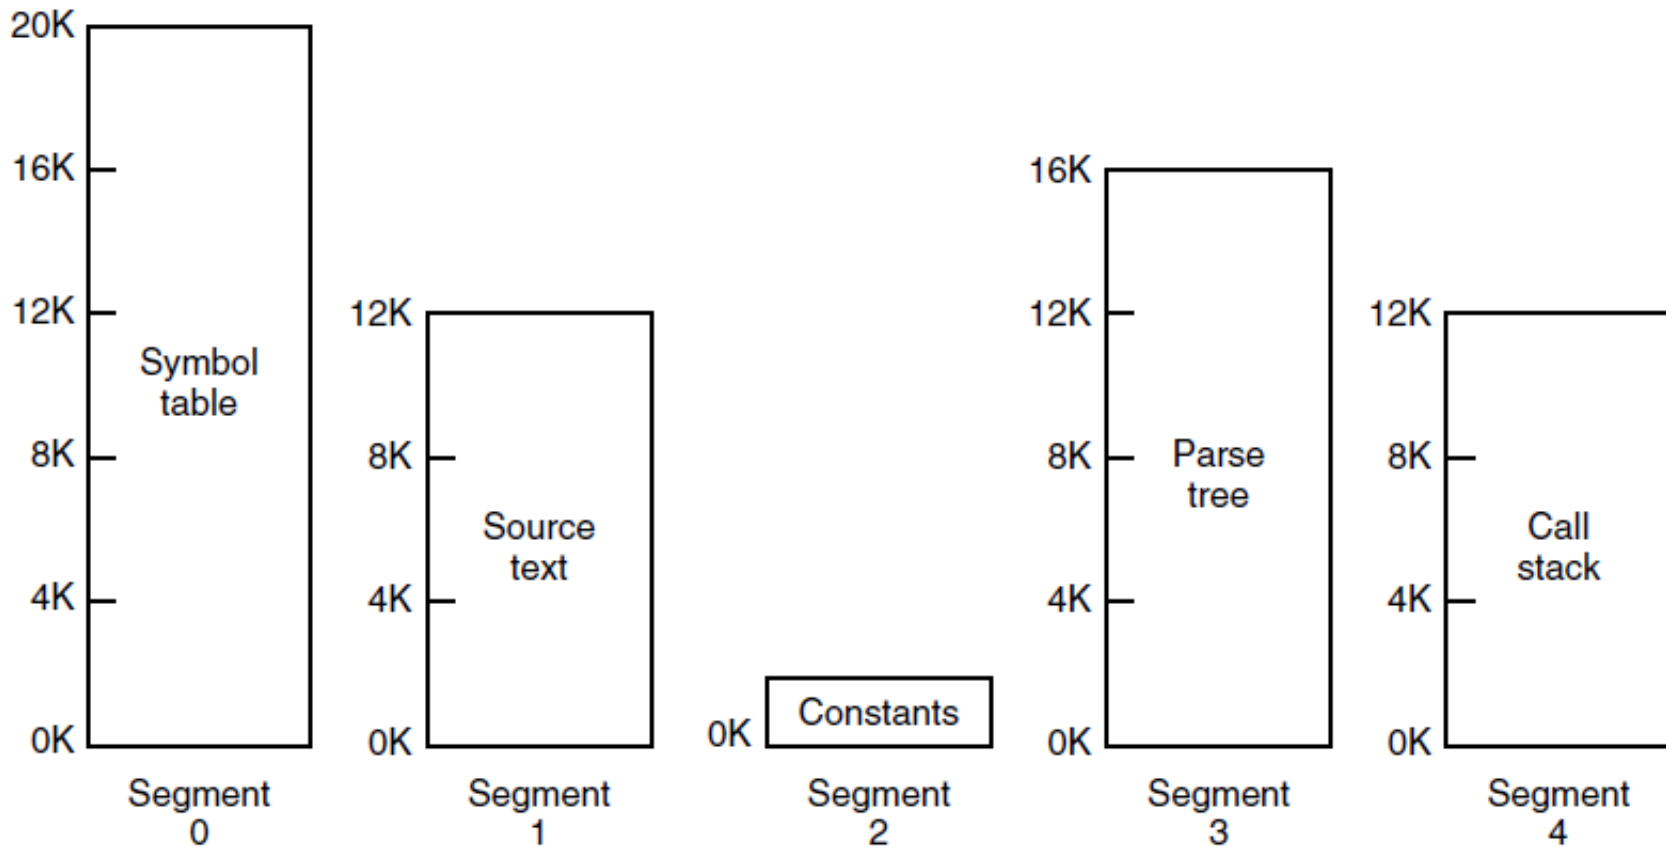 20K
16K
12K
8K
4K
0K
Symbol
table
Segment
0
12K
8K
4K
0K
Source
text
Segment
1
0K
Constants
Segment
2
16K
12K
8K
4K
0K
Parse
tree
Segment
3
12K
8K
4K
0K
Call
stack
Segment
4